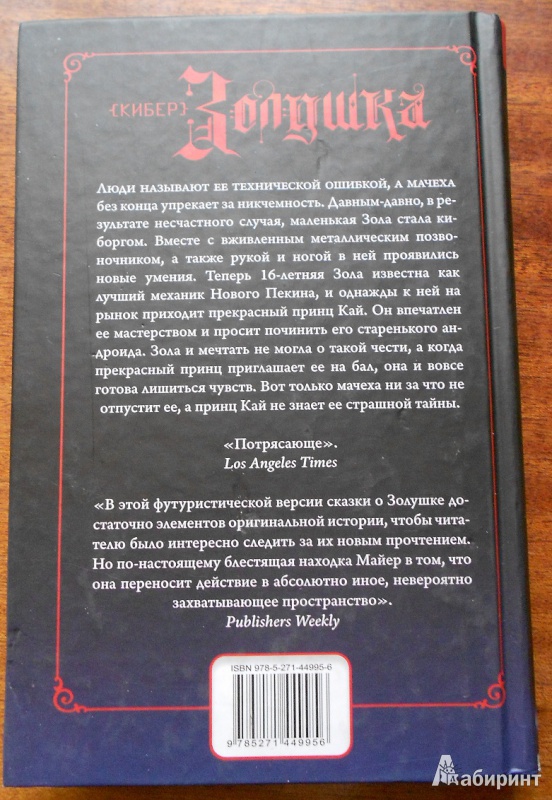 {КИБЕР} Золушка
Люди называют ее технической ошибкой, а мачеха
без конца упрекает за никчемность. Давным-давно, в ре-
зультате несчастного случая, маленькая Зола стала ки-
боргом. Вместе с вживленным металлическим позво-
ночником, а также рукой и ногой в ней проявились
новые умения. Теперь 16-летняя Зола известна как
лучший механик Нового Пекина, и однажды к ней на
рынок приходит прекрасный принц Кай. Он впечатлен
ее мастерством и просит починить его старенького ан-
дроида. Зола и мечтать не могла о такой чести, а когда
прекрасный принц приглашает ее на бал, она и вовсе
готова лишиться чувств. Вот только мачеха ни за что не
отпустит ее, а принц Кай не знает ее страшной тайны.
«Потрясающе».
Los Angeles Times
«В этой футуристической версии сказки о Золушке до-
статочно элементов оригинальной истории, чтобы чита-
телю было интересно следить за их новым прочтением.
Но по-настоящему блестящая находка Майер в том, что
она переносит действие в абсолютно иное, невероятно
захватывающее пространство».
Publishers Weekly
ISBN 978-5-271-44995-6
9 785271 449956
Лабиринт